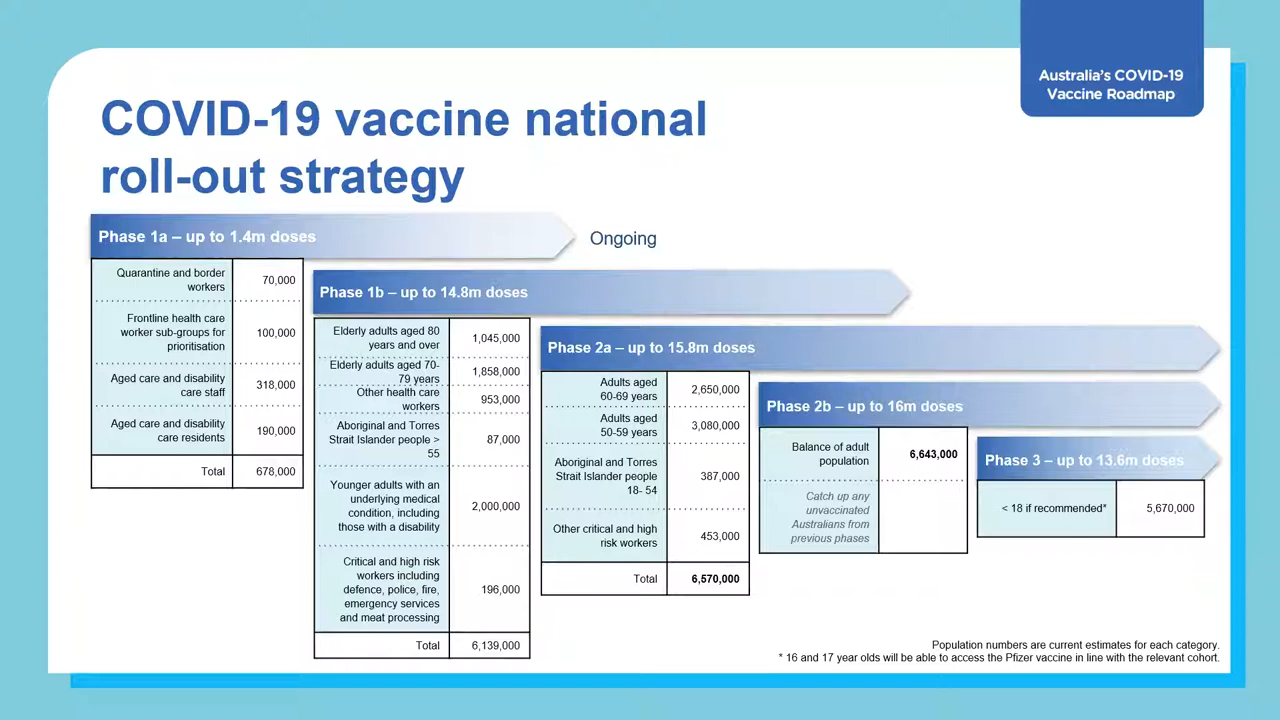 Australia's COVID-19
Vaccine Roadmap
COVID-19 vaccine national
roll-out strategy
Phase 1a – up to 1.4m doses
Ongoing
Quarantine and border
workers
70,000
Frontline health care
worker sub-groups for
prioritisation
100,000
Aged care and disability
care staff
318,000
Aged care and disability
care residents
190,000
Total
678,000
Phase 1b – up to 14.8m doses
Elderly adults aged 80
years and over
1,045,000
Elderly adults aged 70-
79 years
1,858,000
Other health care
workers
953,000
Aboriginal and Torres
Strait Islander people >
55
87,000
Younger adults with an
underlying medical
condition, including
those with a disability
2,000,000
Critical and high risk
workers including
defence, police, fire,
emergency services
and meat processing
196,000
Total
6,139,000
Phase 2a – up to 15.8m doses
Adults aged
60-69 years
2,650,000
Adults aged
50-59 years
3,080,000
Aboriginal and Torres
Strait Islander people
18- 54
387,000
Other critical and high
risk workers
453,000
Total
6,570,000
Phase 2b – up to 16m doses
Balance of adult
population
6,643,000
Catch up any
unvaccinated
Australians from
previous phases
Phase 3 – up to 13.6m doses
< 18 if recommended*
5,670,000
Population numbers are current estimates for each category.
* 16 and 17 year olds will be able to access the Pfizer vaccine in line with the relevant cohort.